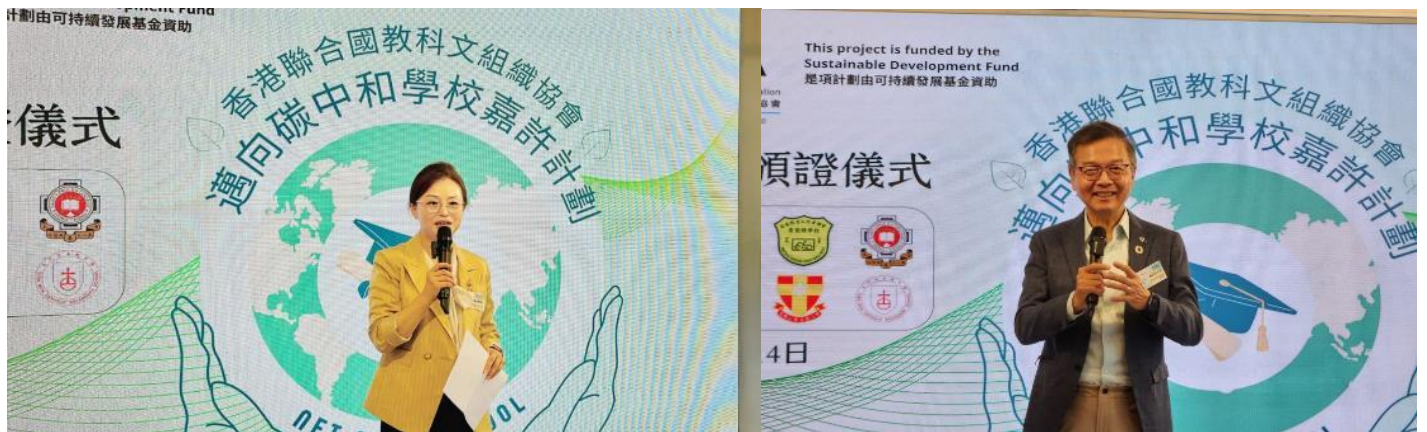 lopment Fund
計劃由可持續發展基金資助
儀式
香港聯合國教科文組織協會
邁向碳中和學校嘉許計劃
OOL
This project is funded by the
Sustainable Development Fund
是項計劃由可持續發展基金資助
頒證儀式
香港聯合國教科文組織協會
邁向 中和學校嘉許計劃
4日